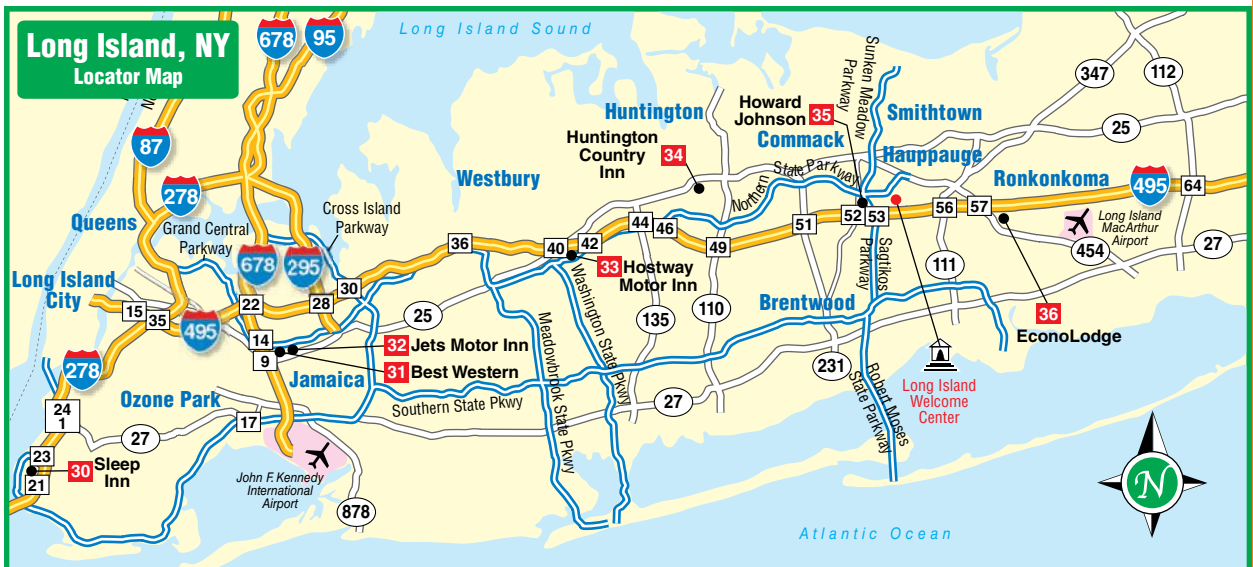 Long Island, NY
Locator Map
Long Island Sound
678
95
87
278
Queens
Grand Central
Parkway
Cross Island
Parkway
678
295
Long Island
City
15
35
495
22
28
30
36
Westbury
40
42
44
46
49
51
52
53
56
57
495
64
Huntington
Huntington
Country
Inn
34
Howard
Johnson
35
Commack
Sunken Meadow
Parkway
Smithtown
Hauppauge
Northern State Parkway
347
112
25
Ronkonkoma
Long Island
MacArthur
Airport
454
27
33
Hostway
Motor Inn
Washington State Pkwy
Meadowbrook State Pkwy
25
135
110
Brentwood
Sagtikos
Parkway
111
36
EconoLodge
14
9
32
Jets Motor Inn
31
Best Western
Jamaica
278
Ozone Park
Southern State Pkwy
27
231
Robert Moses
State Parkway
Long Island
Welcome
Center
24
1
27
17
23
21
30
Sleep
Inn
John F. Kennedy
International
Airport
878
Atlantic Ocean
N